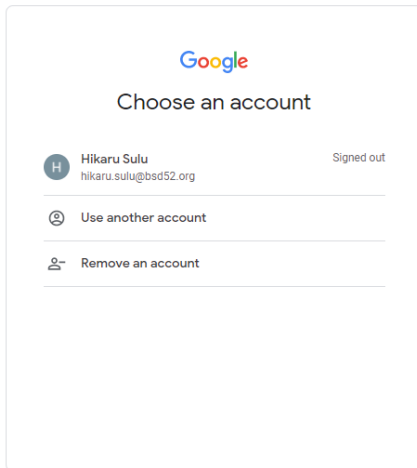 Google
Choose an account
Hikaru Sulu
Signed out
hikaru.sulu@bsd52.org
Use another account
Remove an account